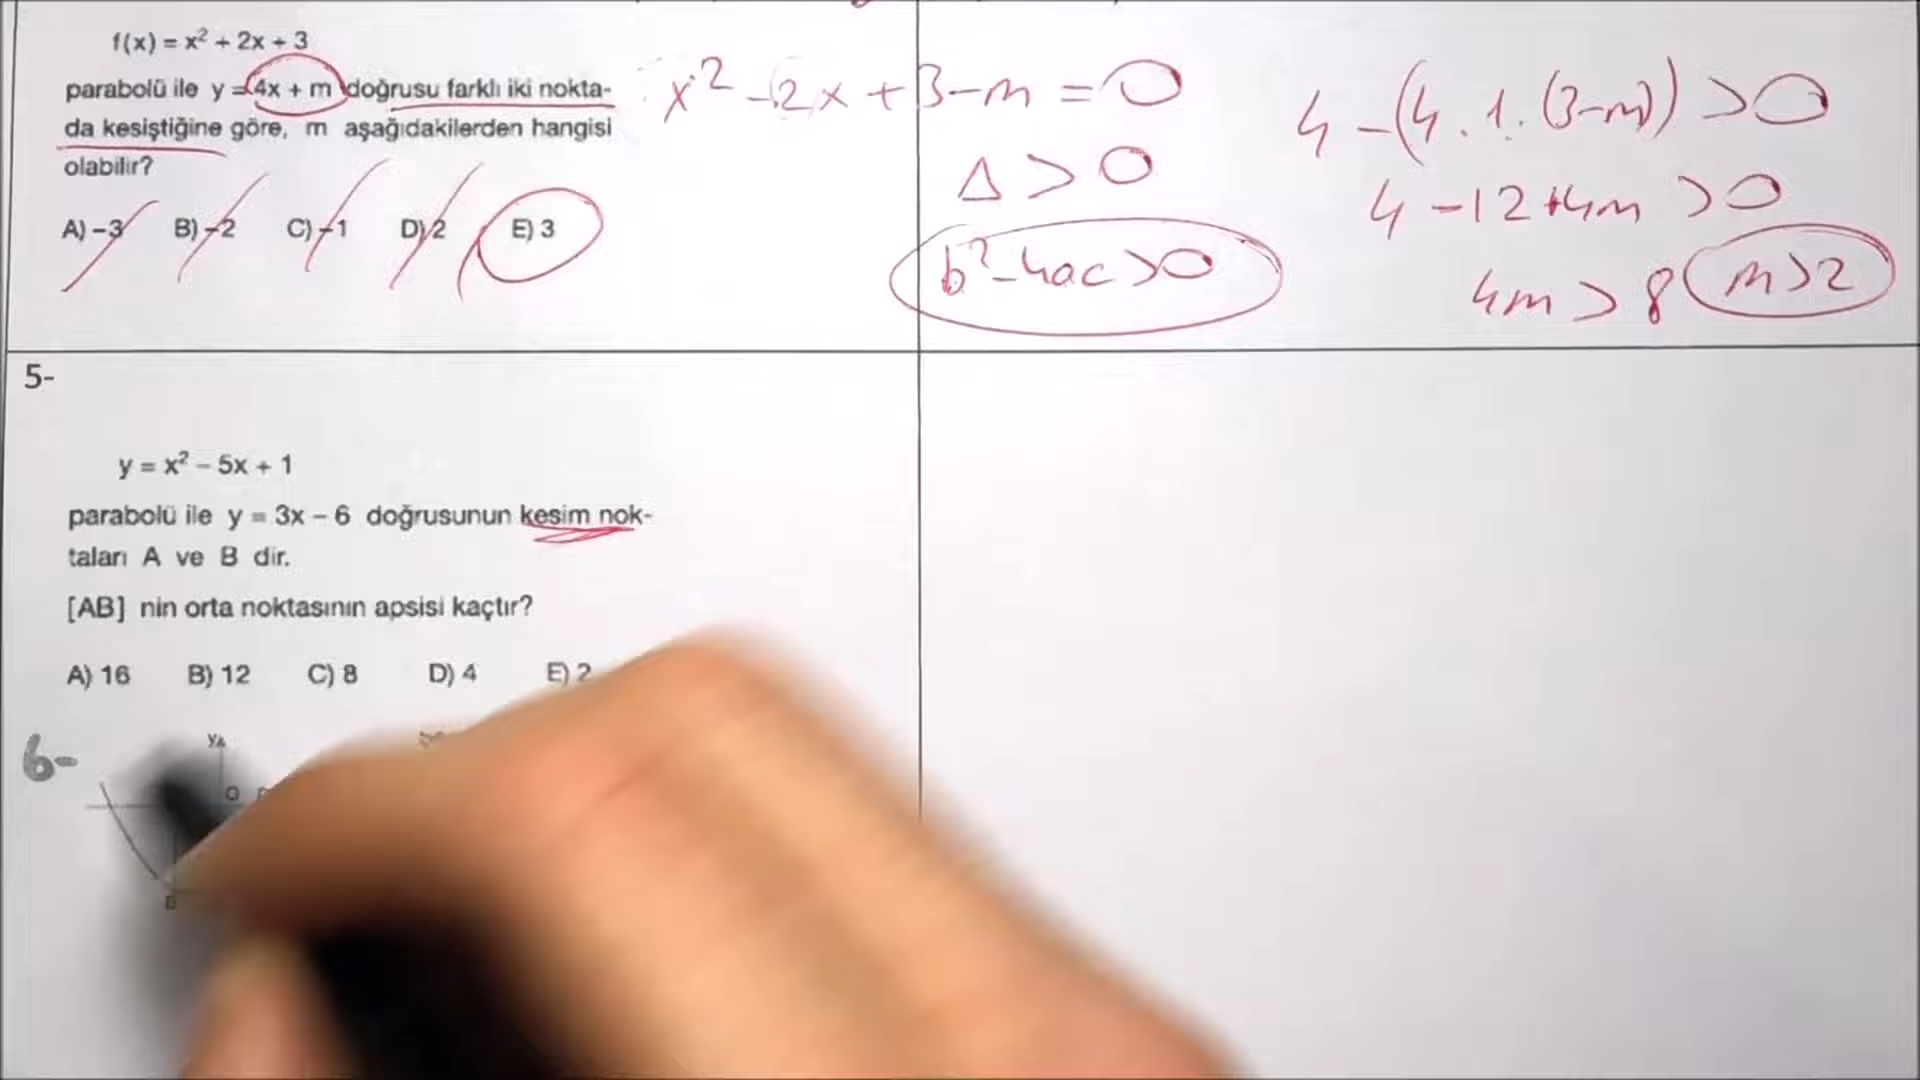 f(x) = x² + 2x + 3
parabolü ile y = 4x + m doğrusu farklı iki nokta-
da kesiştiğine göre, m aşağıdakilerden hangisi
olabilir?
A) -3 B) -2 C) -1 D) 2 E) 3
x² - 2x + 3 - m = 0
Δ > 0
b² - 4ac > 0
4 - (4 . 1 . (3-m)) > 0
4 - 12 + 4m > 0
4m > 8 m > 2
5-
y = x² - 5x + 1
parabolü ile y = 3x - 6 doğrusunun kesim nok-
taları A ve B dir.
[AB] nin orta noktasının apsisi kaçtır?
A) 16 B) 12 C) 8 D) 4 E) 2
6-
y
O